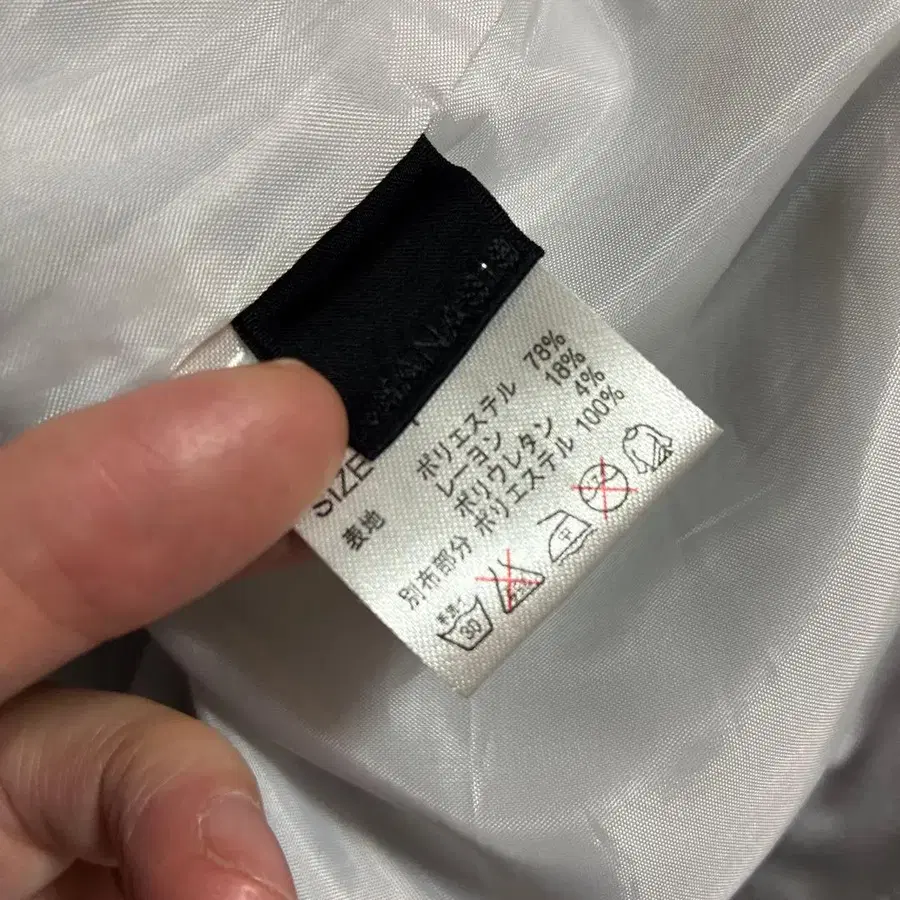 SIZE
表地 ポリエステル 78%
レーヨン 18%
ポリウレタン 4%
別布部分 ポリエステル 100%
30